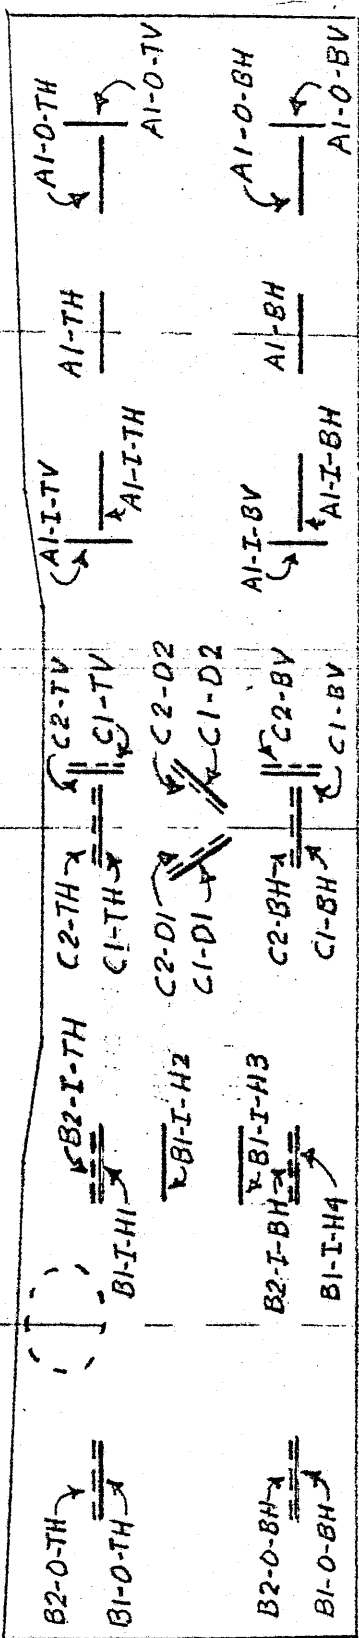 B2-O-TH
B1-O-TH
B2-O-BH
B1-O-BH
B2-I-TH
B1-I-H1
B1-I-H2
B1-I-H3
B2-I-BH
B1-I-H4
C2-TH
C1-TH
C2-TV
C1-TV
C2-D1
C1-D1
C2-D2
C1-D2
C2-BH
C1-BH
C2-BV
C1-BV
A1-I-TV
A1-I-TH
A1-I-BV
A1-I-BH
A1-TH
A1-BH
A1-O-TH
A1-O-TV
A1-O-BH
A1-O-BV